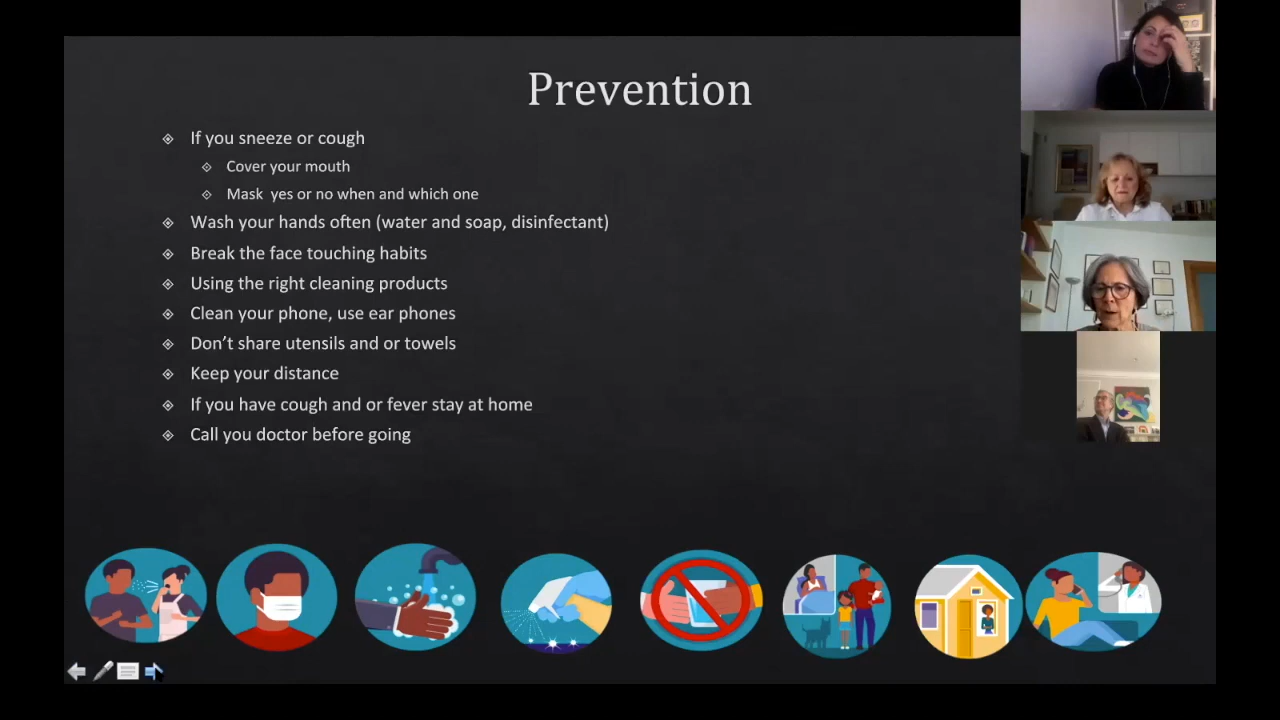 Prevention
If you sneeze or cough
Cover your mouth
Mask yes or no when and which one
Wash your hands often (water and soap, disinfectant)
Break the face touching habits
Using the right cleaning products
Clean your phone, use ear phones
Don't share utensils and or towels
Keep your distance
If you have cough and or fever stay at home
Call you doctor before going